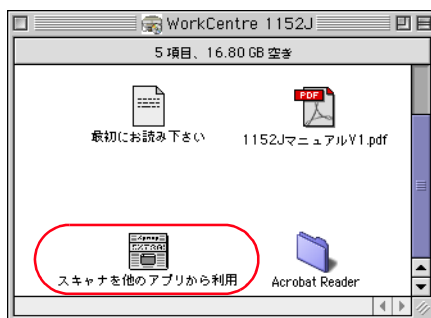 WorkCentre 1152J
5 項目、16.80 GB 空き
最初にお読み下さい
PDF
1152JマニュアルV1.pdf
EXTRA!
スキャナを他のアプリから利用
Acrobat Reader